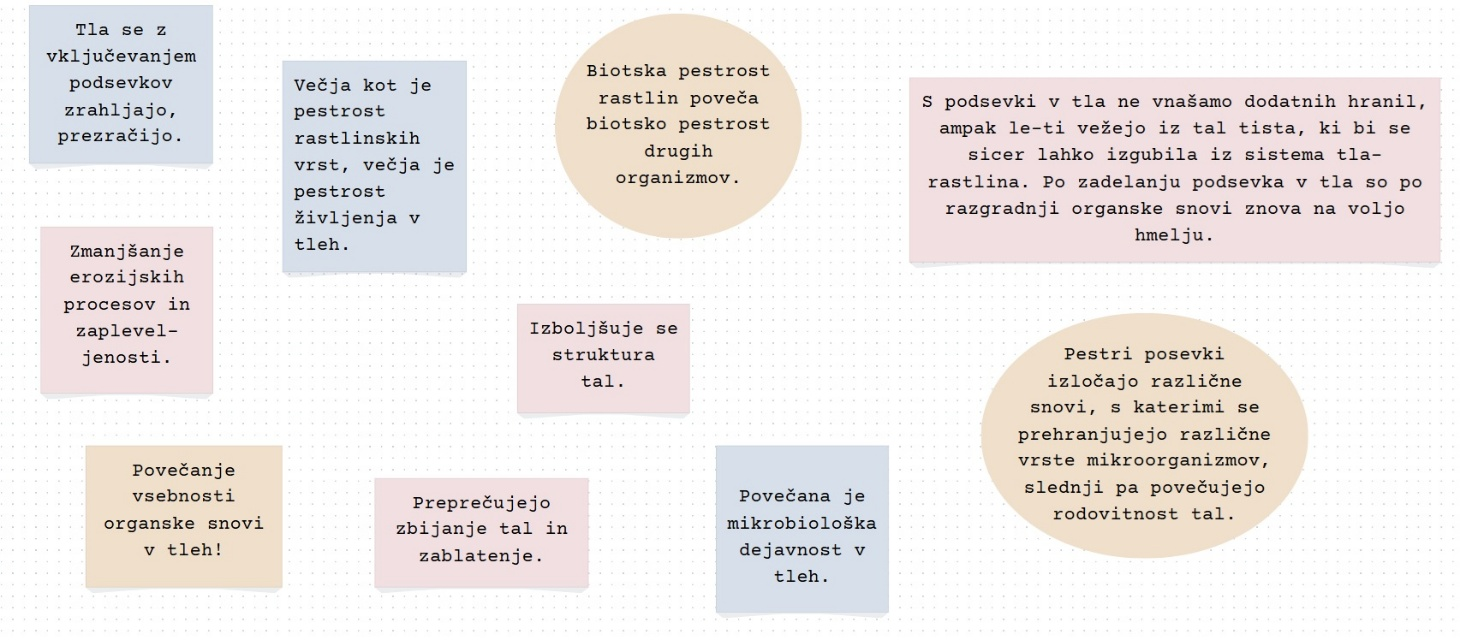 Tla se z
vključevanjem
podsevkov
zrahljajo,
prezračijo.
Večja kot je
pestrost
rastlinskih
vrst, večja je
pestrost
življenja v
tleh.
Biotska pestrost
rastlin poveča
biotsko pestrost
drugih
organizmov.
S podsevki v tla ne vnašamo dodatnih hranil,
ampak le-ti vežejo iz tal tista, ki bi se
sicer lahko izgubila iz sistema tla-
rastlina. Po zadelanju podsevka v tla so po
razgradnji organske snovi znova na voljo
hmelju.
Zmanjšanje
erozijskih
procesov in
zaplevel-
jenosti.
Izboljšuje se
struktura
tal.
Pestri posevki
izločajo različne
snovi, s katerimi se
prehranjujejo različne
vrste mikroorganizmov,
slednji pa povečujejo
rodovitnost tal.
Povečanje
vsebnosti
organske snovi
v tleh!
Preprečujejo
zbijanje tal in
zablatenje.
Povečana je
mikrobiološka
dejavnost v
tleh.